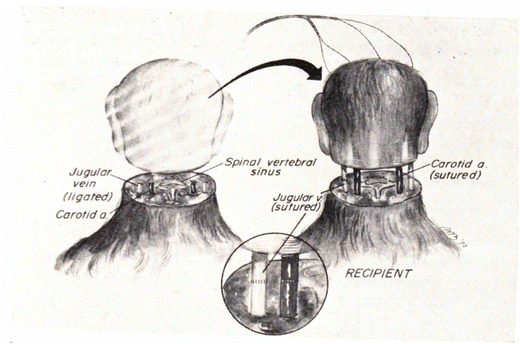 Jugular
vein
(ligated)
Carotid a.
Spinal vertebral
sinus
Jugular v.
(sutured)
Carotid a.
(sutured)
RECIPIENT